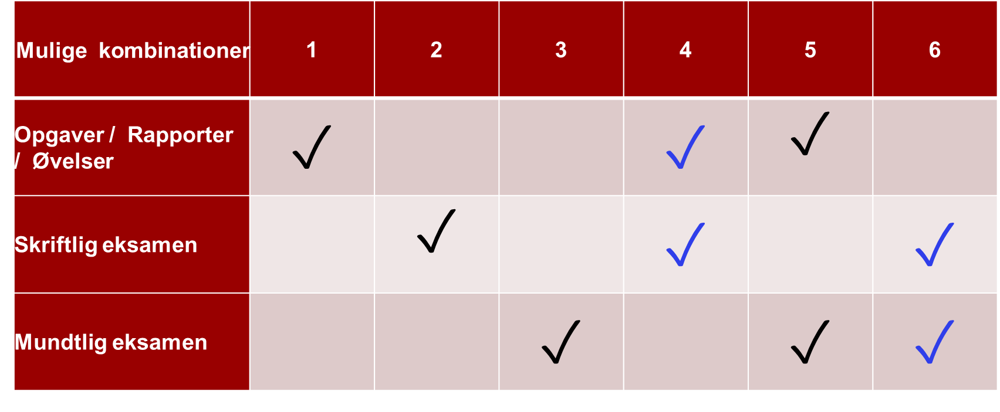 Mulige kombinationer 1 2 3 4 5 6
Opgaver / Rapporter
/ Øvelser
✓ ✓ ✓
Skriftlig eksamen ✓ ✓ ✓
Mundtlig eksamen ✓ ✓ ✓